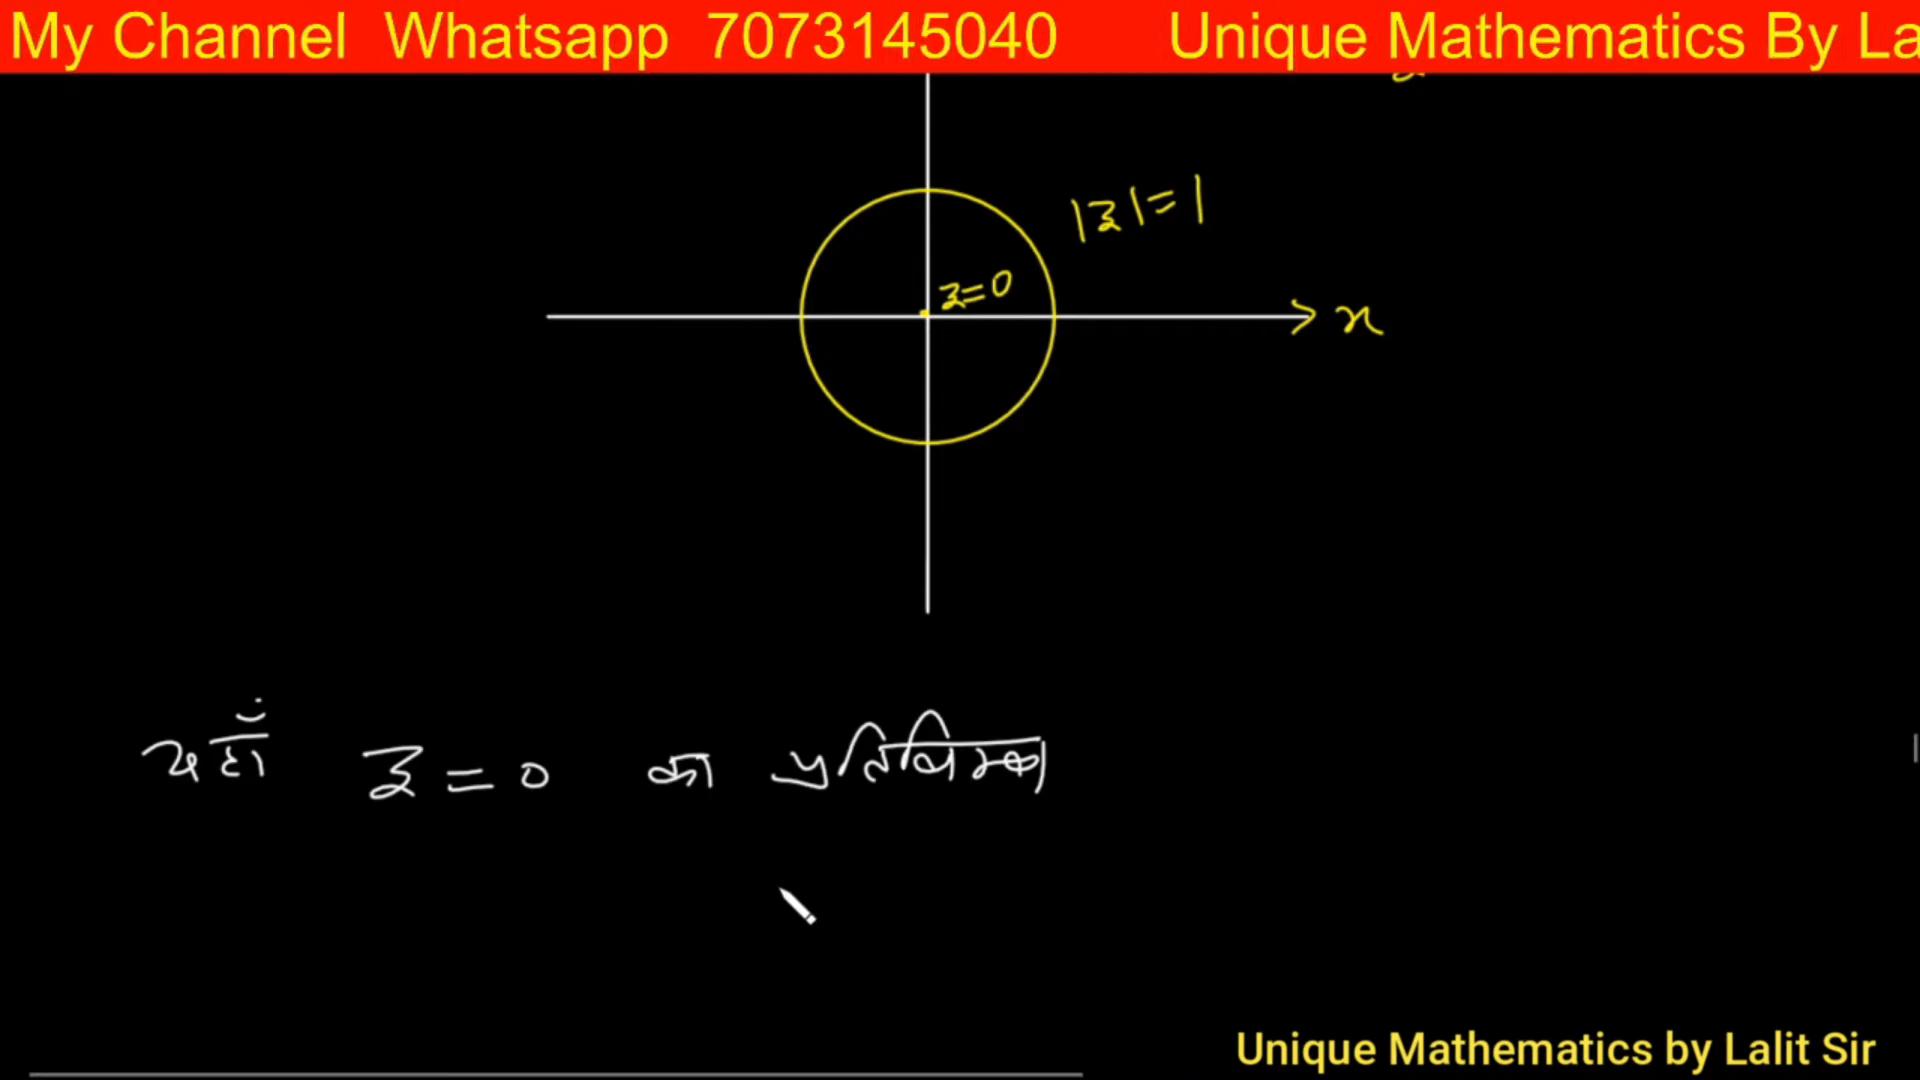 My Channel Whatsapp 7073145040 Unique Mathematics By La
|z|=1
z=0
x
यहाँ z=0 का प्रतिबिम्ब
Unique Mathematics by Lalit Sir